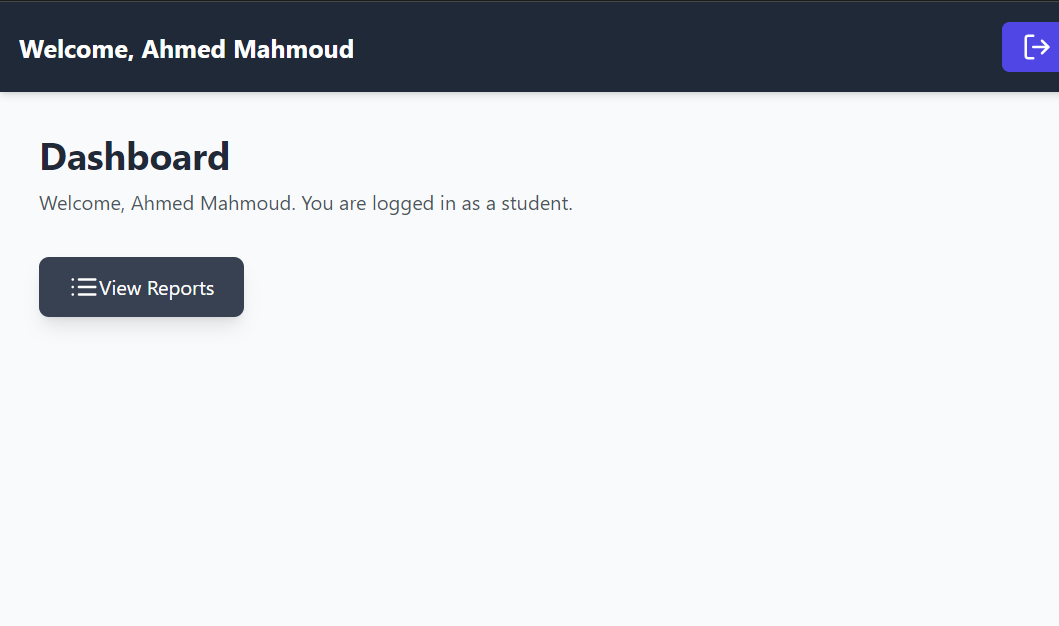 Welcome, Ahmed Mahmoud
Dashboard
Welcome, Ahmed Mahmoud. You are logged in as a student.
View Reports